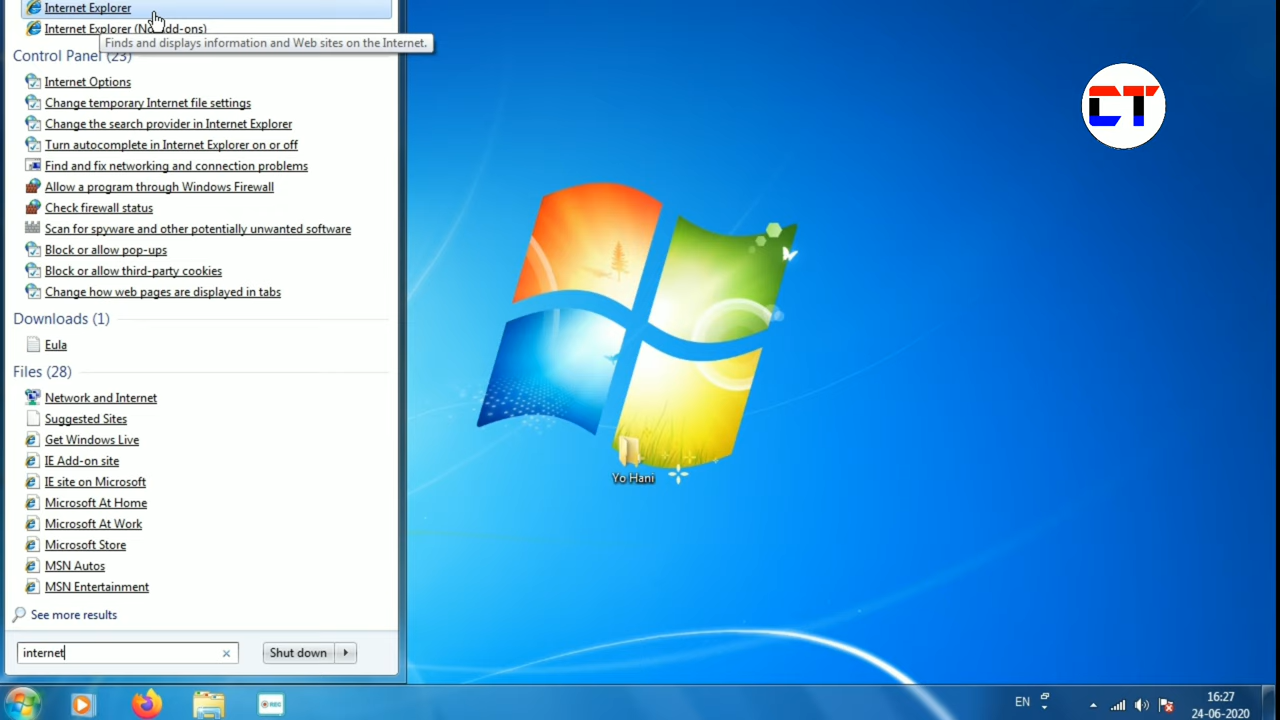 Internet Explorer
Internet Explorer (No Add-ons)
Finds and displays information and Web sites on the Internet.
Control Panel (23)
Internet Options
Change temporary Internet file settings
Change the search provider in Internet Explorer
Turn autocomplete in Internet Explorer on or off
Find and fix networking and connection problems
Allow a program through Windows Firewall
Check firewall status
Scan for spyware and other potentially unwanted software
Block or allow pop-ups
Block or allow third-party cookies
Change how web pages are displayed in tabs
Downloads (1)
Eula
Files (28)
Network and Internet
Suggested Sites
Get Windows Live
IE Add-on site
IE site on Microsoft
Microsoft At Home
Microsoft At Work
Microsoft Store
MSN Autos
MSN Entertainment
See more results
internet
Shut down
CT
Yo Hani
REC
EN
16:27
24-06-2020